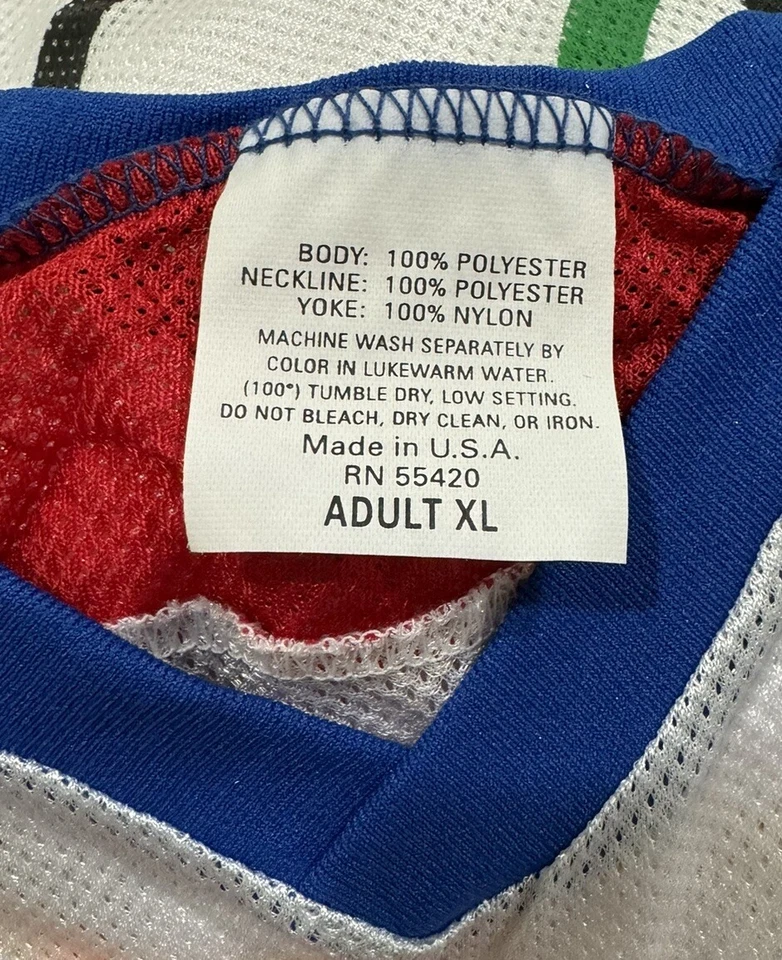 BODY: 100% POLYESTER
NECKLINE: 100% POLYESTER
YOKE: 100% NYLON
MACHINE WASH SEPARATELY BY
COLOR IN LUKEWARM WATER.
(100°) TUMBLE DRY, LOW SETTING.
DO NOT BLEACH, DRY CLEAN, OR IRON.
Made in U.S.A.
RN 55420
ADULT XL